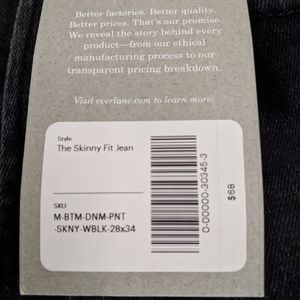 Better factories. Better quality.
Better prices. That's our promise.
We reveal the story behind every
product—from our ethical
manufacturing process to our
transparent pricing breakdown.
Visit everlane.com to learn more.
Style
The Skinny Fit Jean
SKU
M-BTM-DNM-PNT
-SKNY-WBLK-28x34
0-00000-30345-3
$68